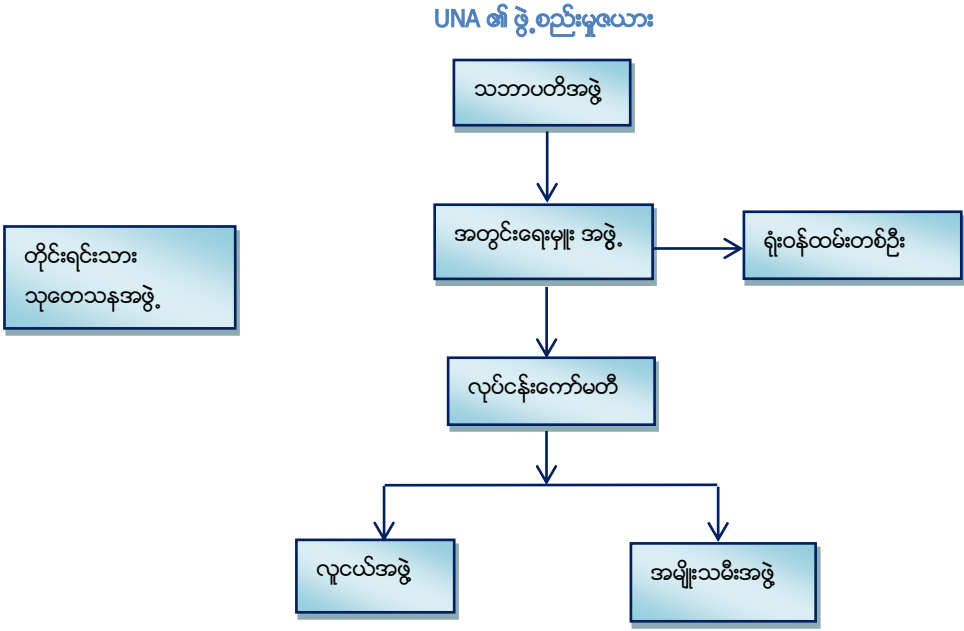 UNA ၏ ဖွဲ့စည်းမှုဇယား
သဘာပတိအဖွဲ့
အတွင်းရေးမှူး အဖွဲ့
ရုံးဝန်ထမ်းတစ်ဦး
တိုင်းရင်းသား
သုတေသနအဖွဲ့
လုပ်ငန်းကော်မတီ
လူငယ်အဖွဲ့
အမျိုးသမီးအဖွဲ့